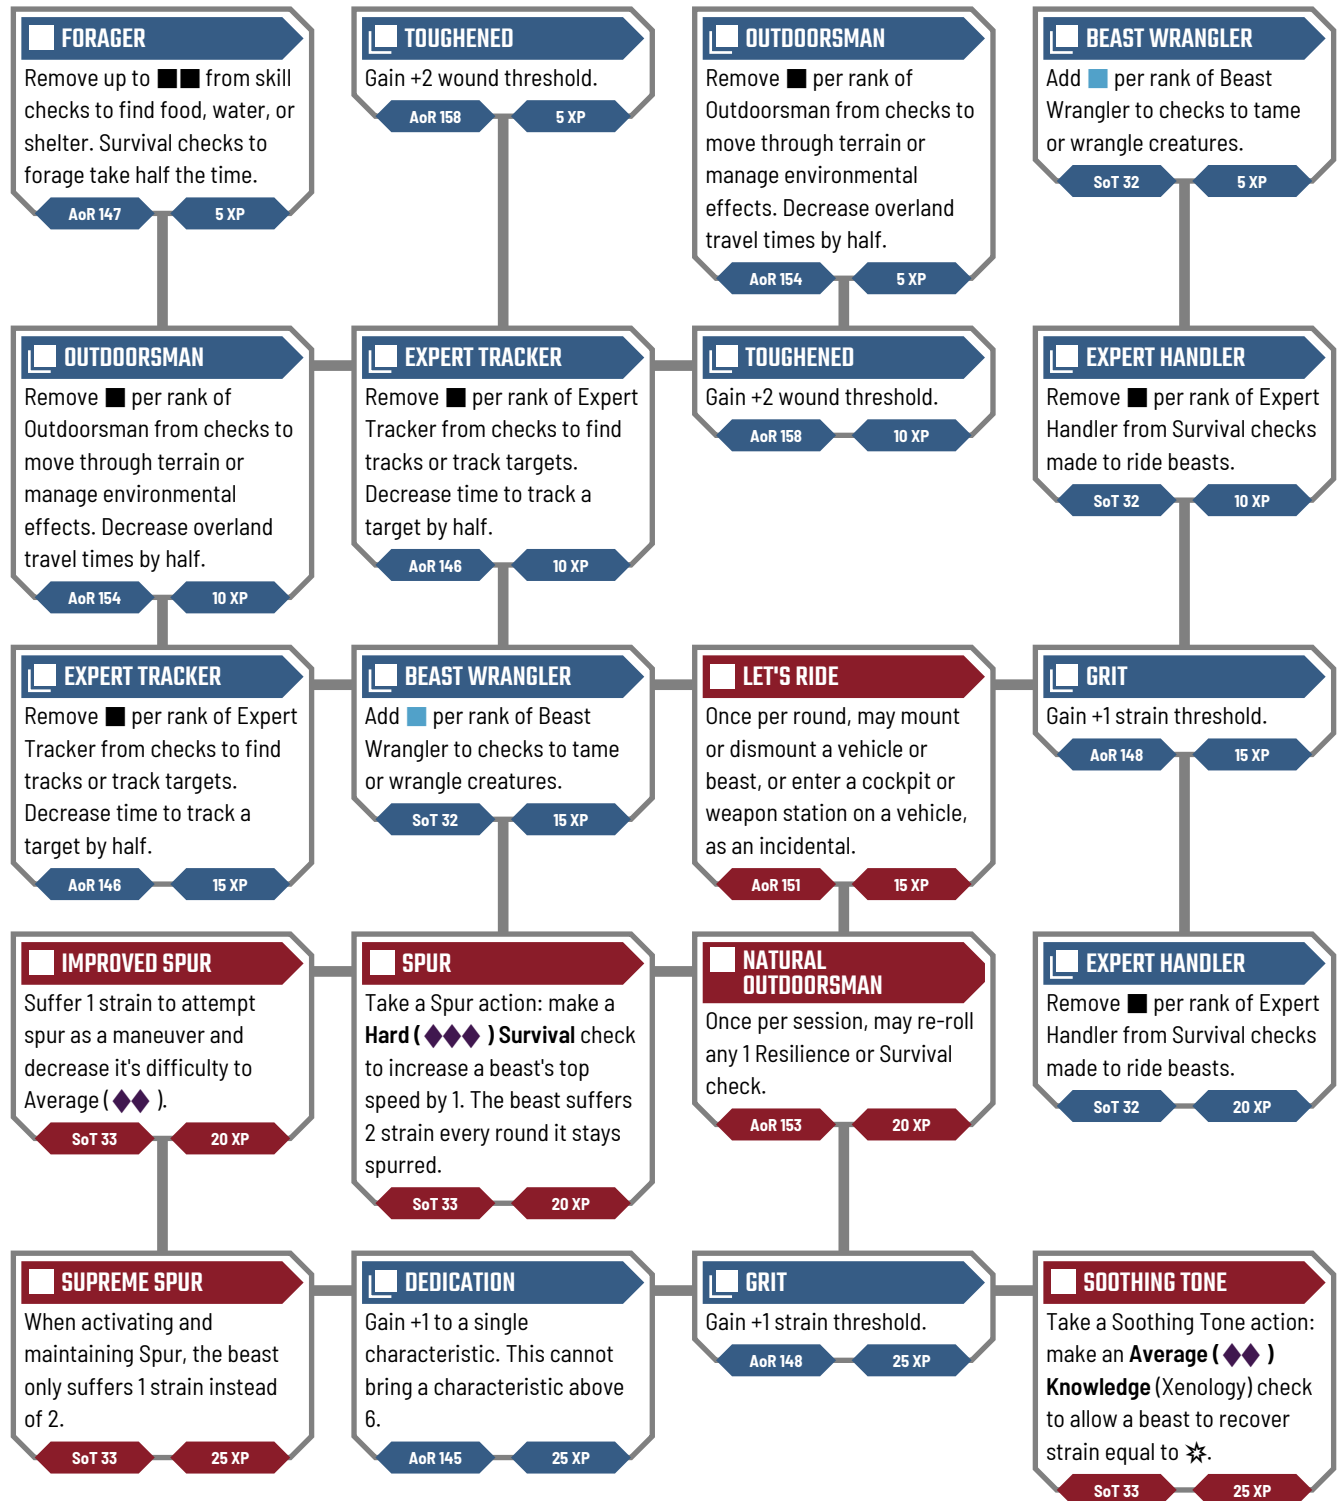 FORAGER
Remove up to ■■ from skill
checks to find food, water, or
shelter. Survival checks to
forage take half the time.
AoR 147
5 XP
TOUGHENED
Gain +2 wound threshold.
AoR 158
5 XP
OUTDOORSMAN
Remove ■ per rank of
Outdoorsman from checks to
move through terrain or
manage environmental
effects. Decrease overland
travel times by half.
AoR 154
5 XP
BEAST WRANGLER
Add ■ per rank of Beast
Wrangler to checks to tame
or wrangle creatures.
SoT 32
5 XP
OUTDOORSMAN
Remove ■ per rank of
Outdoorsman from checks to
move through terrain or
manage environmental
effects. Decrease overland
travel times by half.
AoR 154
10 XP
EXPERT TRACKER
Remove ■ per rank of Expert
Tracker from checks to find
tracks or track targets.
Decrease time to track a
target by half.
AoR 146
10 XP
TOUGHENED
Gain +2 wound threshold.
AoR 158
10 XP
EXPERT HANDLER
Remove ■ per rank of Expert
Handler from Survival checks
made to ride beasts.
SoT 32
10 XP
EXPERT TRACKER
Remove ■ per rank of Expert
Tracker from checks to find
tracks or track targets.
Decrease time to track a
target by half.
AoR 146
15 XP
BEAST WRANGLER
Add ■ per rank of Beast
Wrangler to checks to tame
or wrangle creatures.
SoT 32
15 XP
LET'S RIDE
Once per round, may mount
or dismount a vehicle or
beast, or enter a cockpit or
weapon station on a vehicle,
as an incidental.
AoR 151
15 XP
GRIT
Gain +1 strain threshold.
AoR 148
15 XP
IMPROVED SPUR
Suffer 1 strain to attempt
spur as a maneuver and
decrease it's difficulty to
Average (◆◆ ).
SoT 33
20 XP
SPUR
Take a Spur action: make a
Hard (◆◆◆ ) Survival check
to increase a beast's top
speed by 1. The beast suffers
2 strain every round it stays
spurred.
SoT 33
20 XP
NATURAL
OUTDOORSMAN
Once per session, may re-roll
any 1 Resilience or Survival
check.
AoR 153
20 XP
EXPERT HANDLER
Remove ■ per rank of Expert
Handler from Survival checks
made to ride beasts.
SoT 32
20 XP
SUPREME SPUR
When activating and
maintaining Spur, the beast
only suffers 1 strain instead
of 2.
SoT 33
25 XP
DEDICATION
Gain +1 to a single
characteristic. This cannot
bring a characteristic above
6.
AoR 145
25 XP
GRIT
Gain +1 strain threshold.
AoR 148
25 XP
SOOTHING TONE
Take a Soothing Tone action:
make an Average (◆◆ )
Knowledge (Xenology) check
to allow a beast to recover
strain equal to ✵.
SoT 33
25 XP